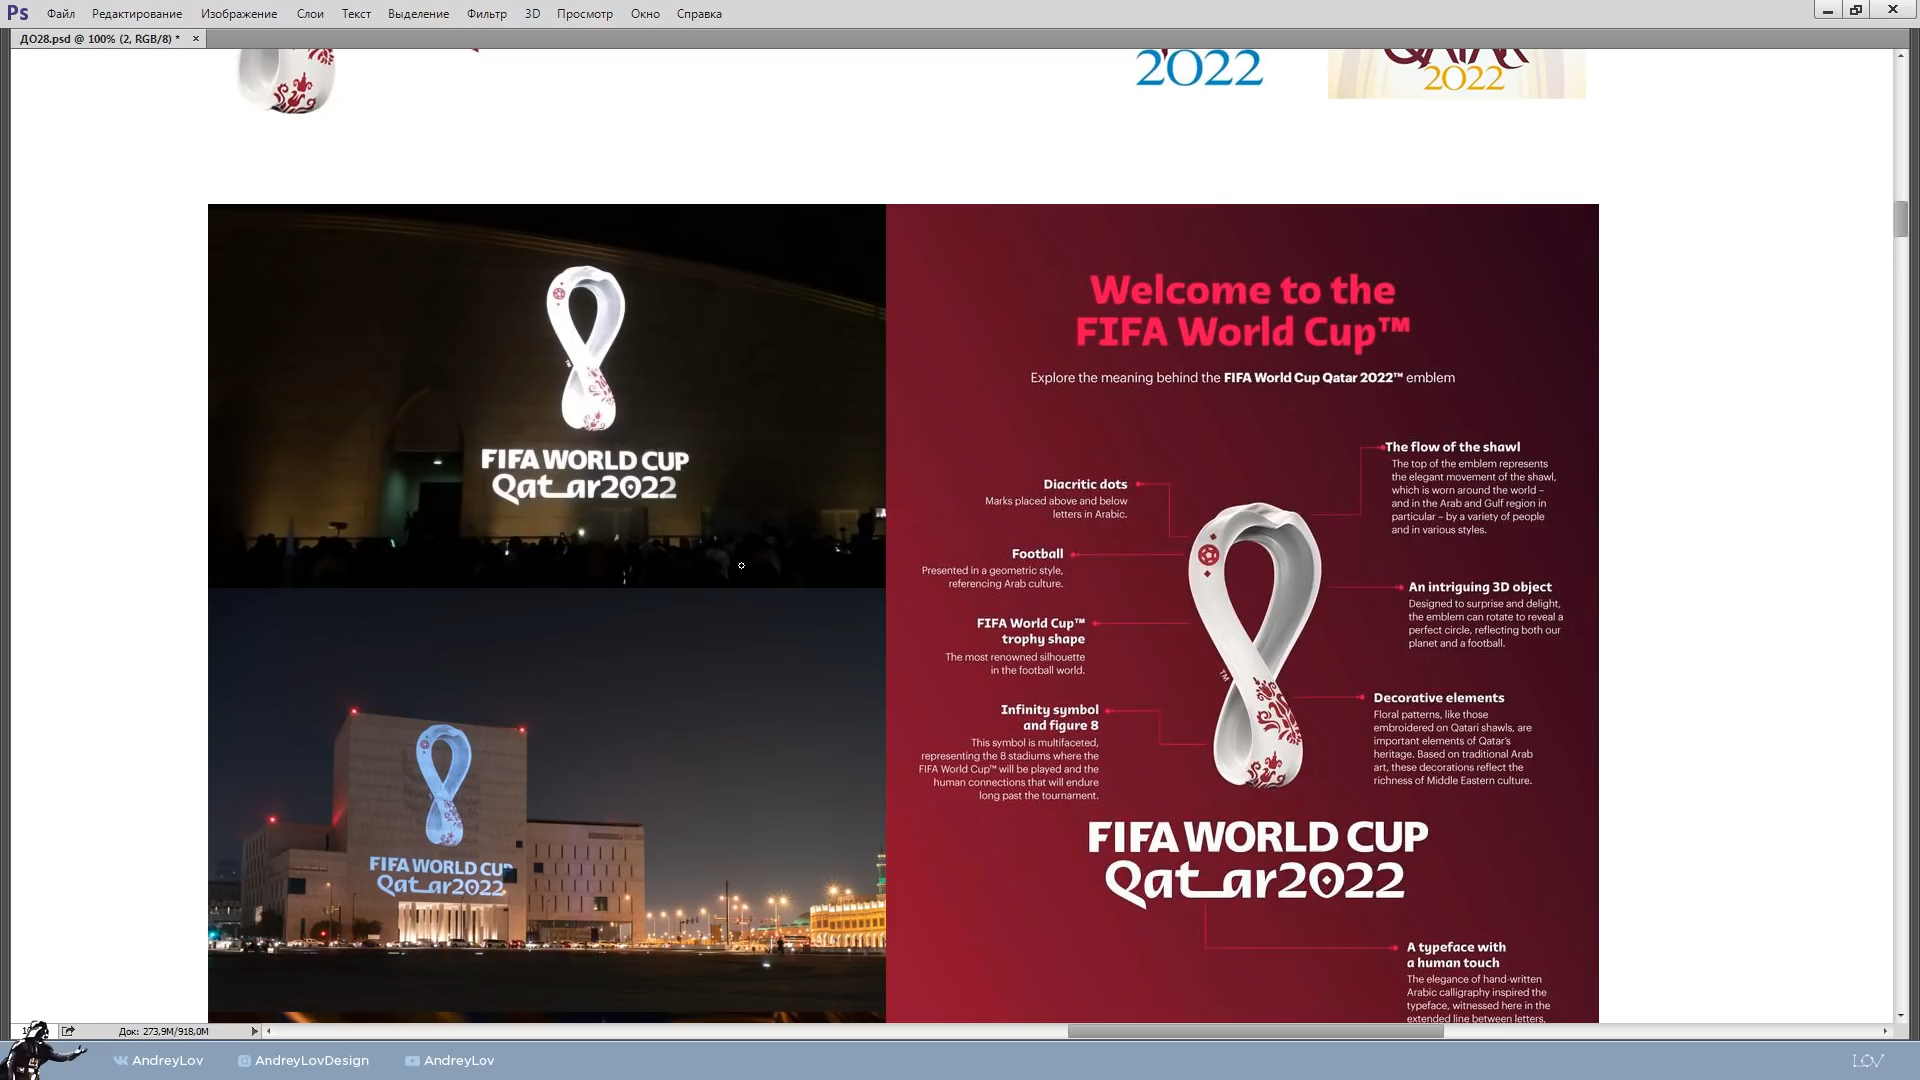 Ps Файл Редактирование Изображение Слои Текст Выделение Фильтр 3D Просмотр Окно Справка
ДО28.psd @ 100% (2, RGB/8) * ×
2022
QATAR
2022
FIFA WORLD CUP
Qatar2022
FIFA WORLD CUP
Qatar2022
Welcome to the
FIFA World Cup™
Explore the meaning behind the FIFA World Cup Qatar 2022™ emblem
The flow of the shawl
The top of the emblem represents
the elegant movement of the shawl,
which is worn around the world –
and in the Arab and Gulf region in
particular – by a variety of people
and in various styles.
Diacritic dots
Marks placed above and below
letters in Arabic.
Football
Presented in a geometric style,
referencing Arab culture.
An intriguing 3D object
Designed to surprise and delight,
the emblem can rotate to reveal a
perfect circle, reflecting both our
planet and a football.
FIFA World Cup™
trophy shape
The most renowned silhouette
in the football world.
TM
Decorative elements
Floral patterns, like those
embroidered on Qatari shawls, are
important elements of Qatar's
heritage. Based on traditional Arab
art, these decorations reflect the
richness of Middle Eastern culture.
Infinity symbol
and figure 8
This symbol is multifaceted,
representing the 8 stadiums where the
FIFA World Cup™ will be played and the
human connections that will endure
long past the tournament.
FIFA WORLD CUP
Qatar2022
A typeface with
a human touch
The elegance of hand-written
Arabic calligraphy inspired the
typeface, witnessed here in the
extended line between letters,
Док: 273,9M/918,0M
AndreyLov
AndreyLovDesign
AndreyLov
LOV